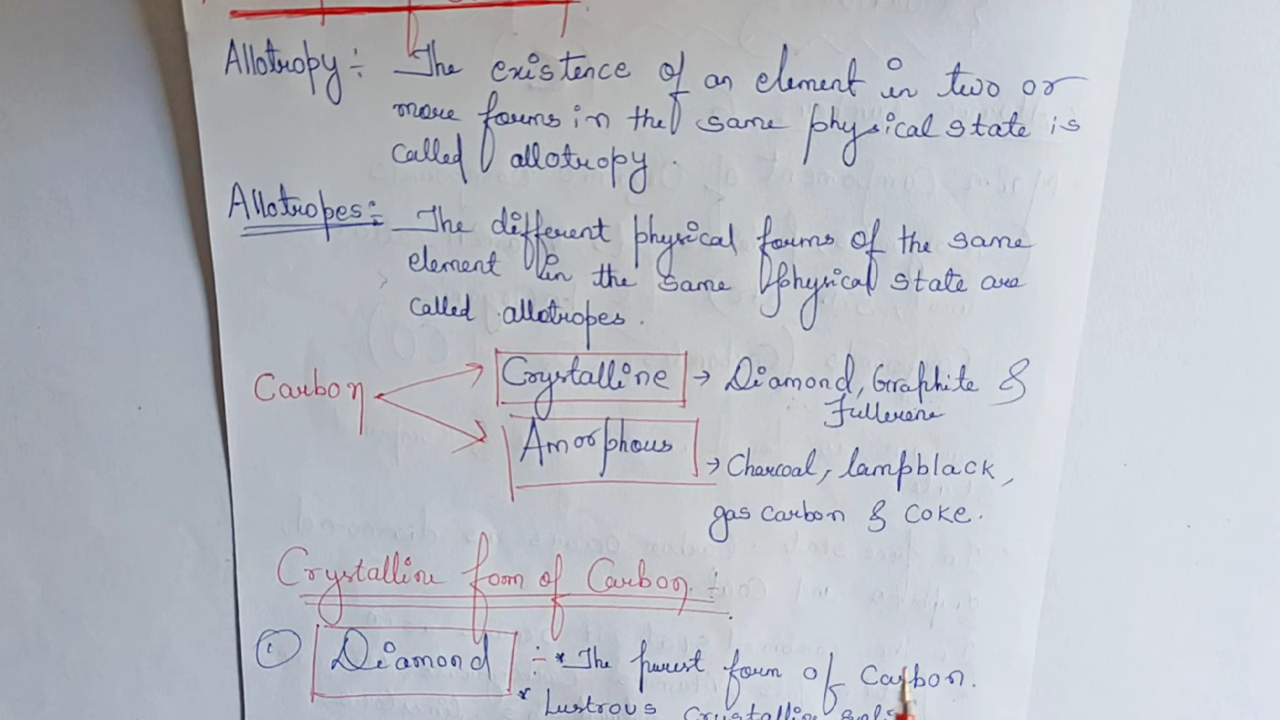 Allotropy :- The existence of an element in two or
more forms in the same physical state is
called allotropy.
Allotropes :- The different physical forms of the same
element in the same physical state are
called allotropes.
Carbon
Crystalline → Diamond, Graphite &
Fullerene
Amorphous
→ Charcoal, lampblack,
gas carbon & coke.
Crystalline form of Carbon :
① Diamond :- * The purest form of Carbon.
* Lustrous crystalline